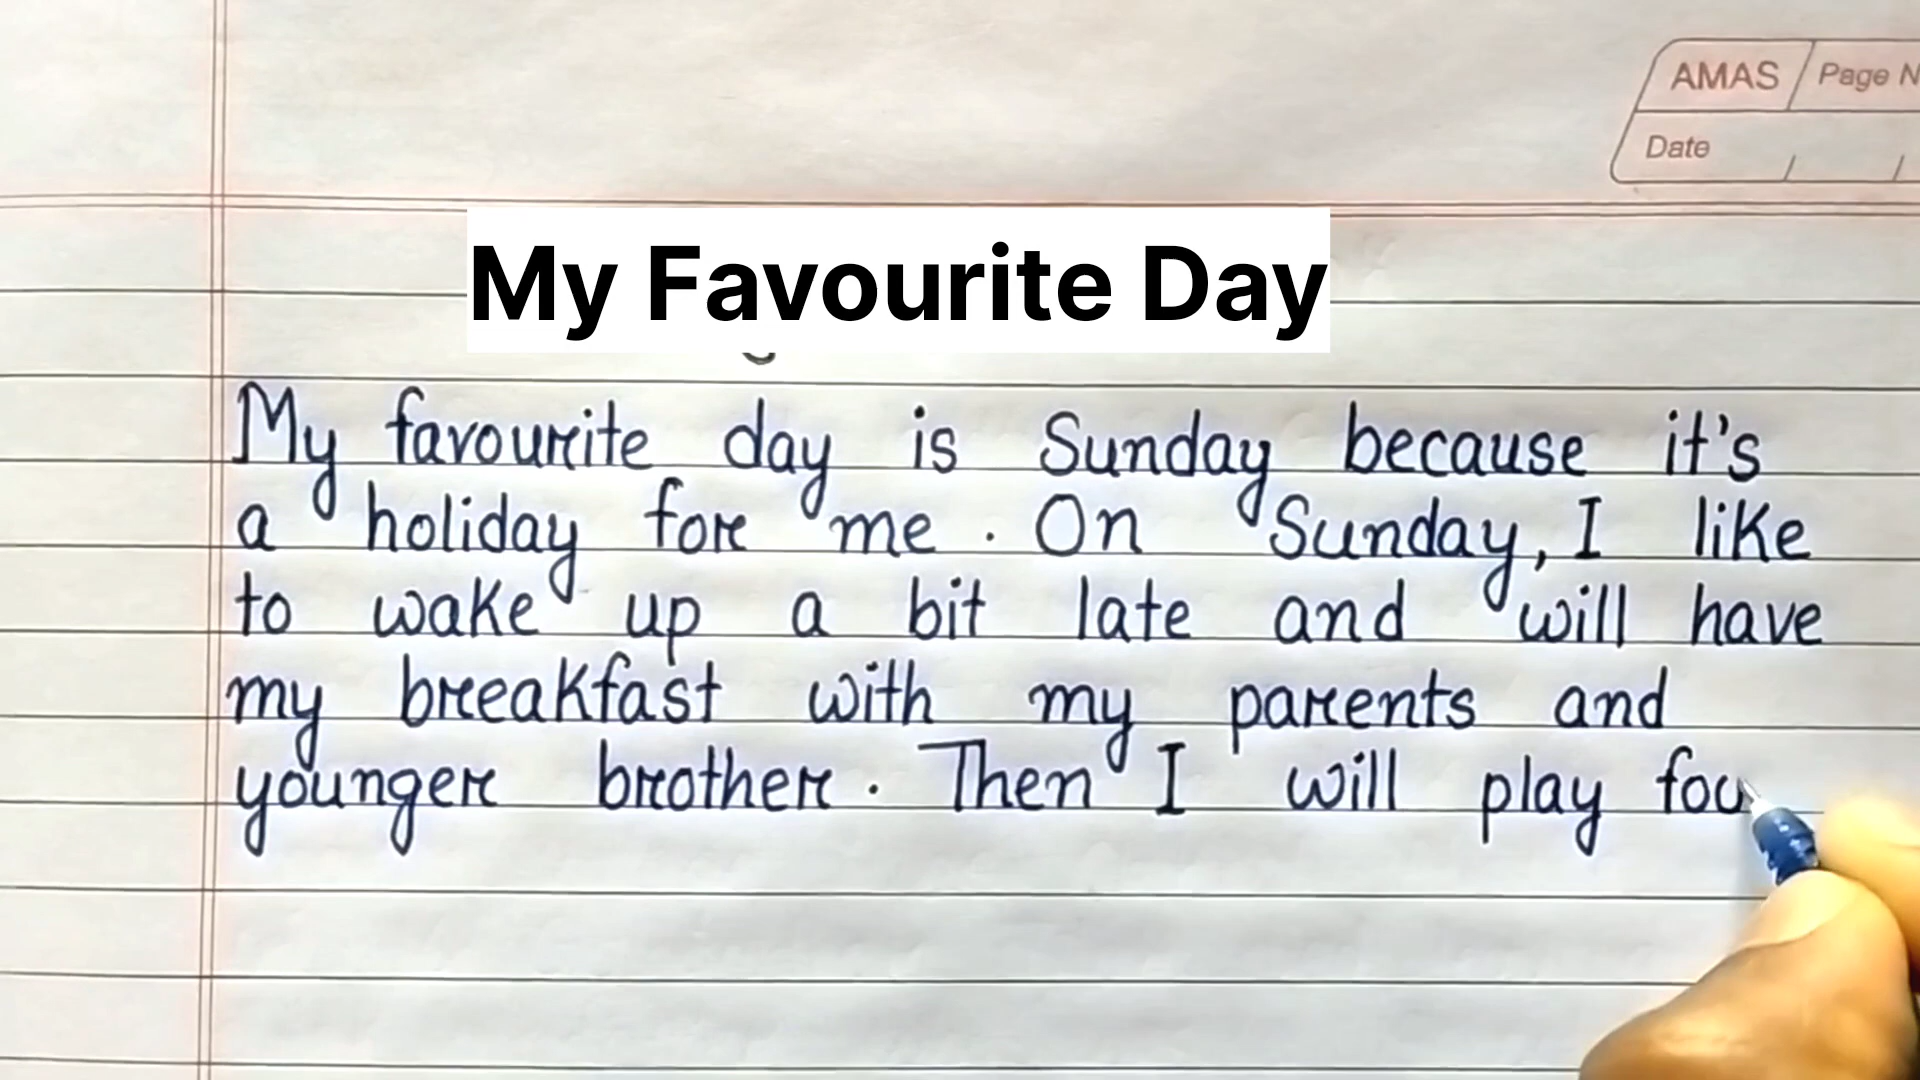 AMAS Page N
Date / /
My Favourite Day
My favourite day is Sunday because it's
a holiday for me. On Sunday, I like
to wake up a bit late and will have
my breakfast with my parents and
younger brother. Then I will play fou